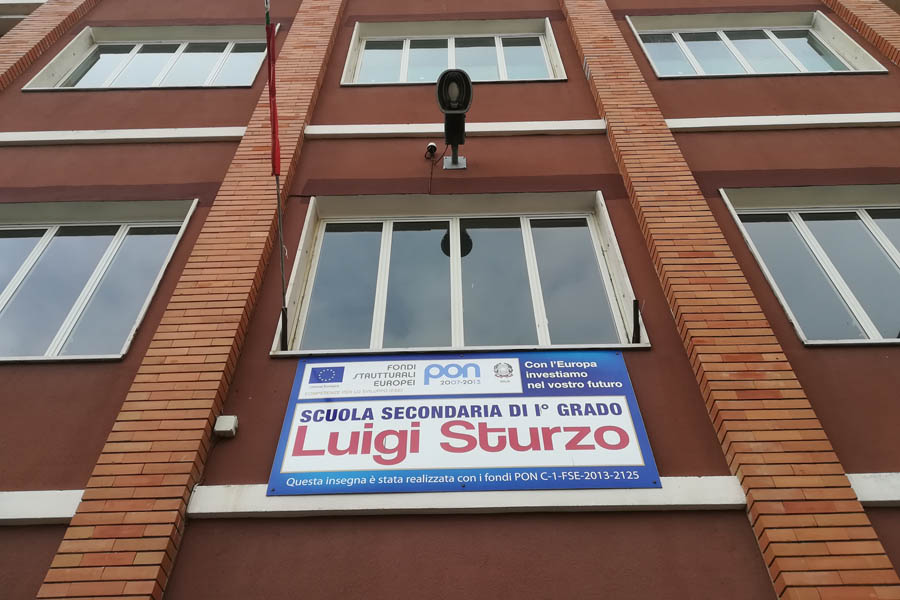 FONDI
STRUTTURALI
EUROPEI
pon
2007-2013
Con l'Europa
investiamo
nel vostro futuro
SCUOLA SECONDARIA DI I° GRADO
Luigi Sturzo
Questa insegna è stata realizzata con i fondi PON C-1-FSE-2013-2125